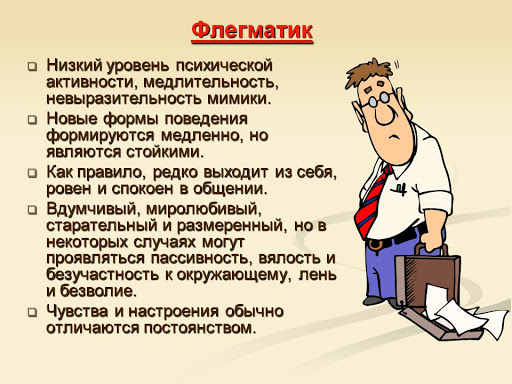 Флегматик
Низкий уровень психической
активности, медлительность,
невыразительность мимики.
Новые формы поведения
формируются медленно, но
являются стойкими.
Как правило, редко выходит из себя,
ровен и спокоен в общении.
Вдумчивый, миролюбивый,
старательный и размеренный, но в
некоторых случаях могут
проявляться пассивность, вялость и
безучастность к окружающему, лень
и безволие.
Чувства и настроения обычно
отличаются постоянством.